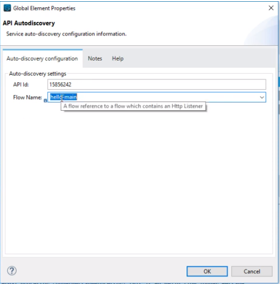 Global Element Properties
API Autodiscovery
Service auto-discovery configuration information.
Auto-discovery configuration Notes Help
Auto-discovery settings
API Id: 15856242
Flow Name:
A flow reference to a flow which contains an Http Listener
OK Cancel